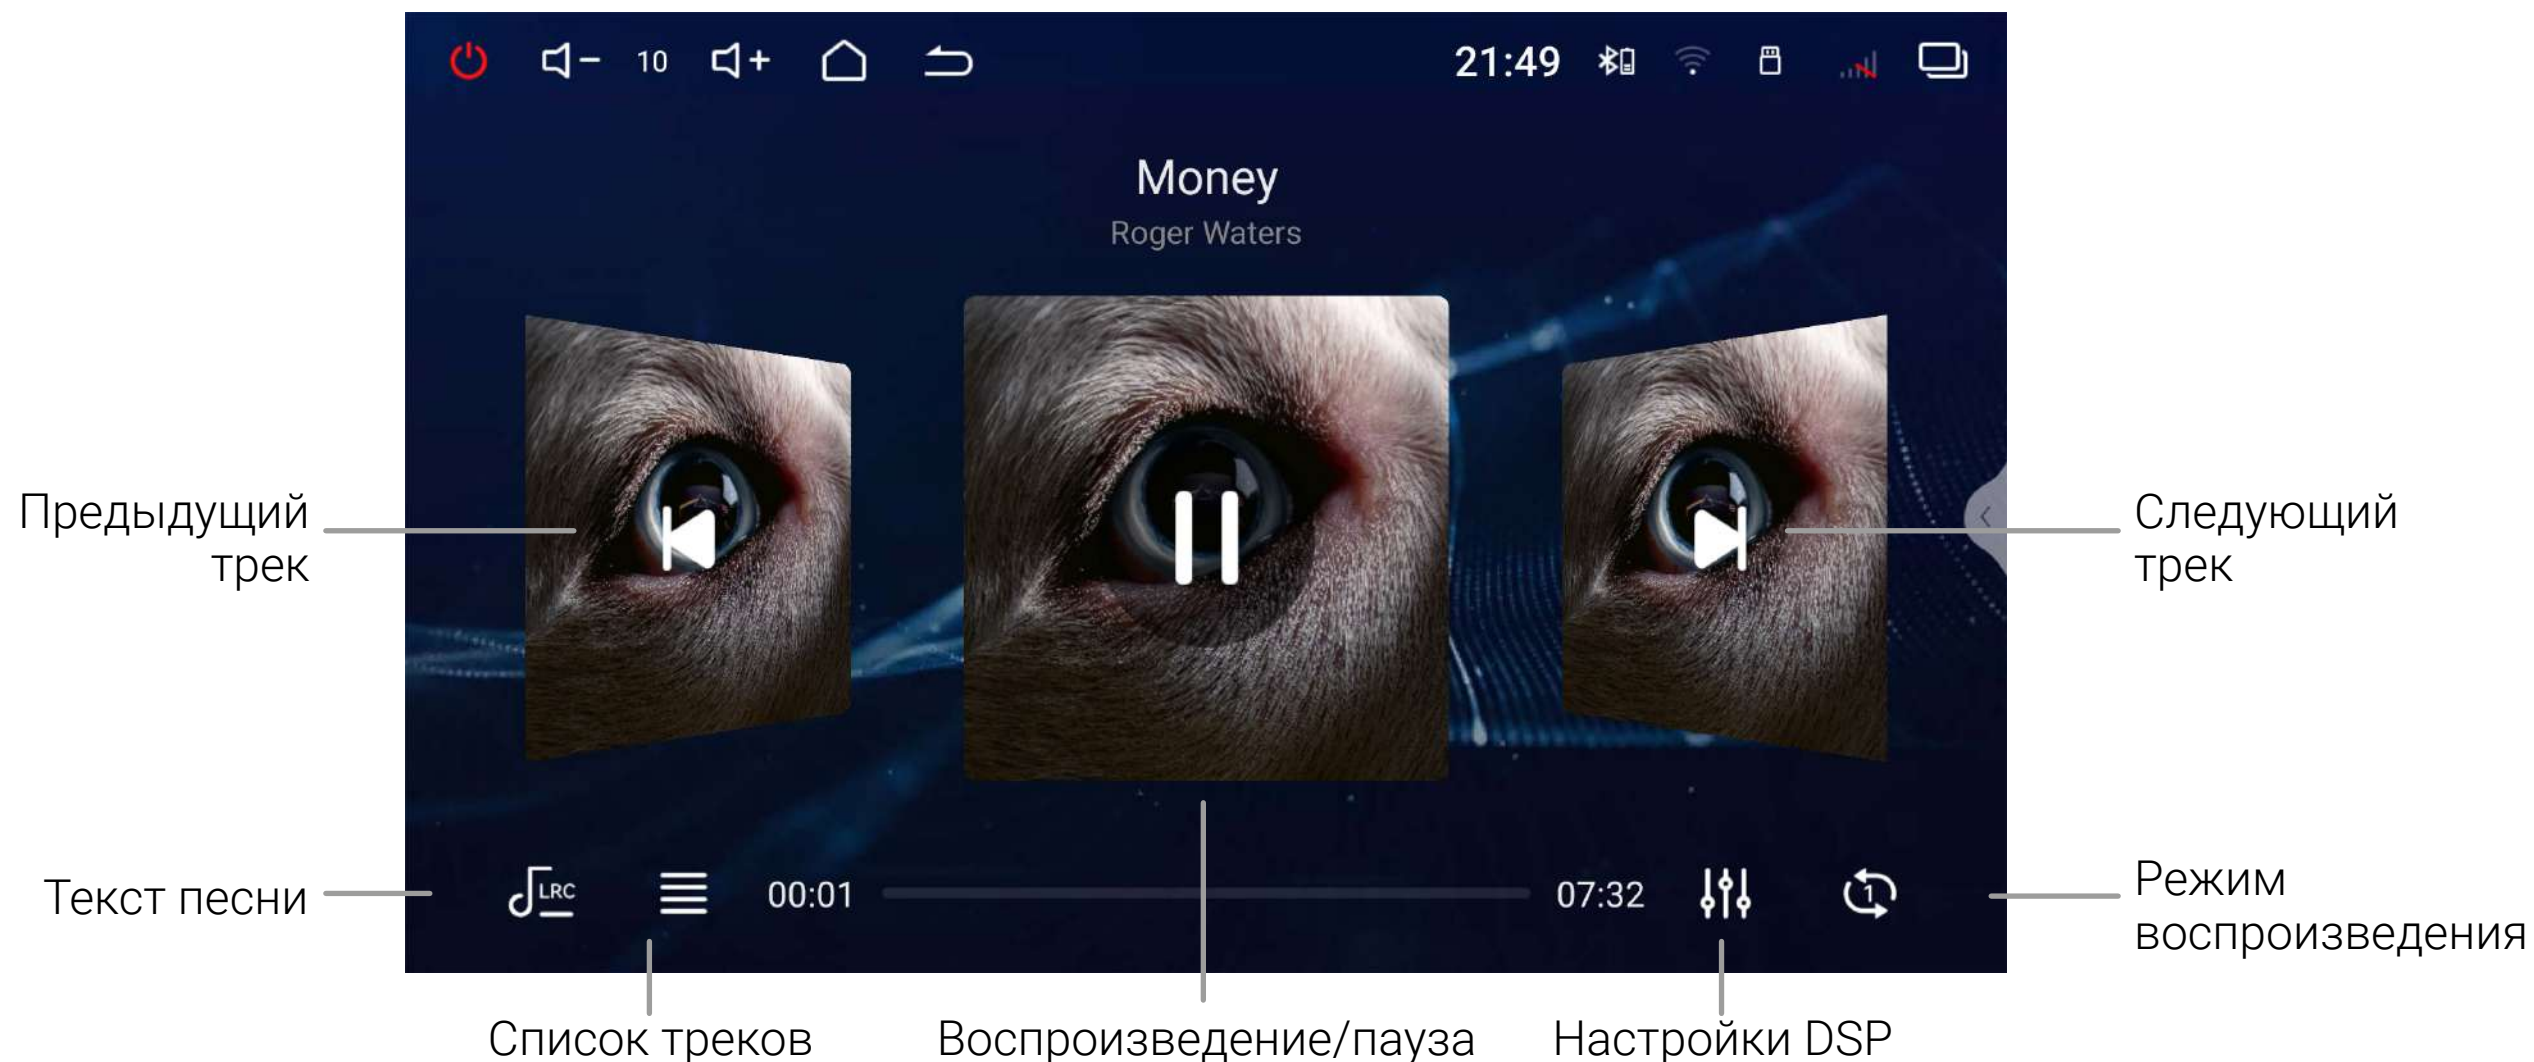 10
21:49
Money
Roger Waters
Предыдущий
трек
Следующий
трек
Текст песни
LRC
00:01
07:32
1
Режим
воспроизведения
Список треков
Воспроизведение/пауза
Настройки DSP